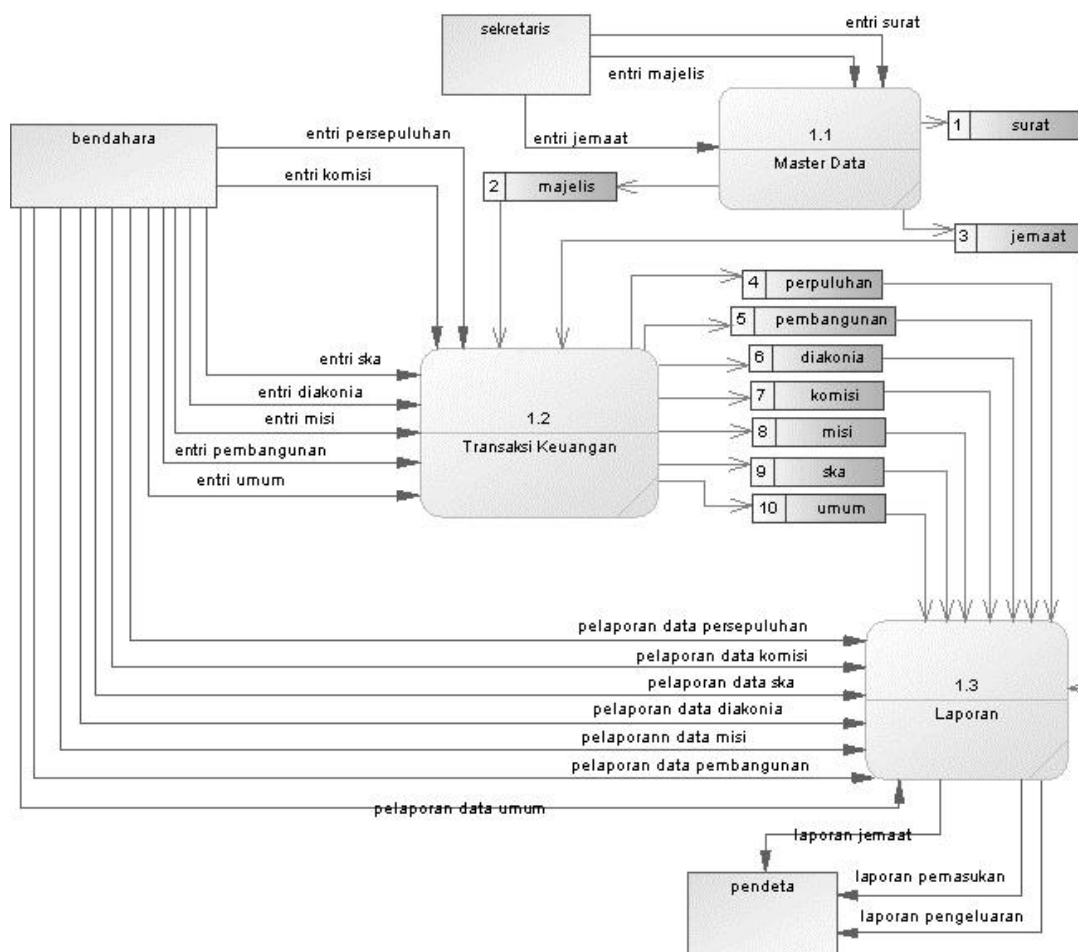 sekretaris
entri surat
entri majelis
entri jemaat
1.1
Master Data
1 surat
bendahara
entri persepuluhan
entri komisi
2 majelis
3 jemaat
4 perpuluhan
5 pembangunan
6 diakonia
7 komisi
8 misi
9 ska
10 umum
entri ska
entri diakonia
entri misi
entri pembangunan
entri umum
1.2
Transaksi Keuangan
pelaporan data persepuluhan
pelaporan data komisi
pelaporan data ska
pelaporan data diakonia
pelaporann data misi
pelaporan data pembangunan
pelaporan data umum
1.3
Laporan
laporan jemaat
laporan pemasukan
laporan pengeluaran
pendeta